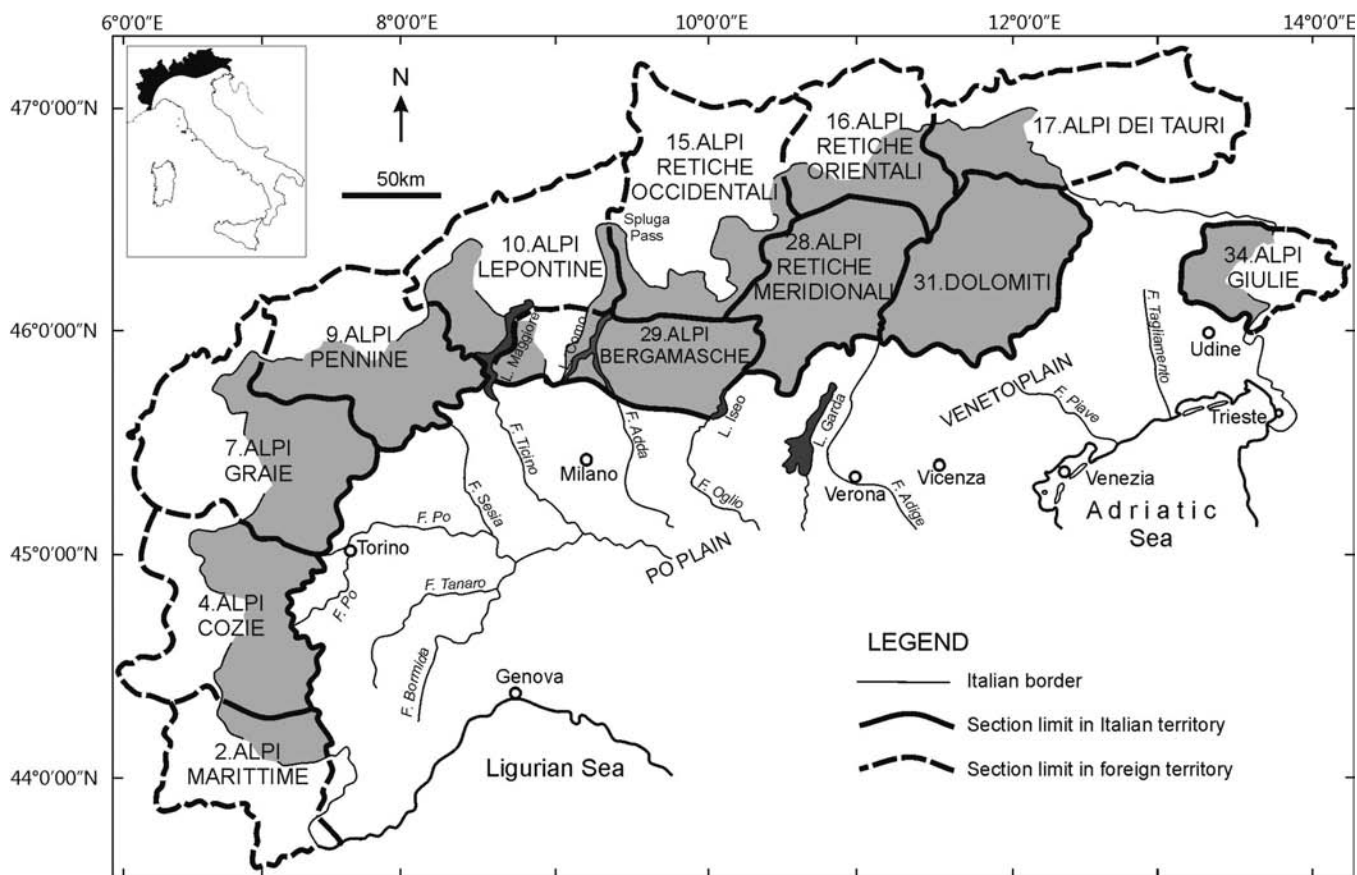 6°0'00"E
8°0'00"E
10°0'00"E
12°0'00"E
14°0'00"E
47°0'00"N
46°0'00"N
45°0'00"N
44°0'00"N
N
50km
17.ALPI DEI TAURI
16.ALPI
RETICHE
ORIENTALI
15.ALPI
RETICHE
OCCIDENTALI
Spluga
Pass
10.ALPI
LEPONTINE
28.ALPI
RETICHE
MERIDIONALI
31.DOLOMITI
34.ALPI
GIULIE
9.ALPI
PENNINE
L. Maggiore
L. Como
29.ALPI
BERGAMASCHE
L. Iseo
L. Garda
F. Tagliamento
Udine
VENETO PLAIN
F. Piave
Trieste
7.ALPI
GRAIE
F. Ticino
F. Adda
Milano
F. Sesia
F. Oglio
Verona
Vicenza
F. Adige
Venezia
Adriatic
Sea
F. Po
Torino
PO PLAIN
F. Tanaro
F. Po
4.ALPI
COZIE
F. Bormida
Genova
2.ALPI
MARITTIME
Ligurian Sea
LEGEND
Italian border
Section limit in Italian territory
Section limit in foreign territory